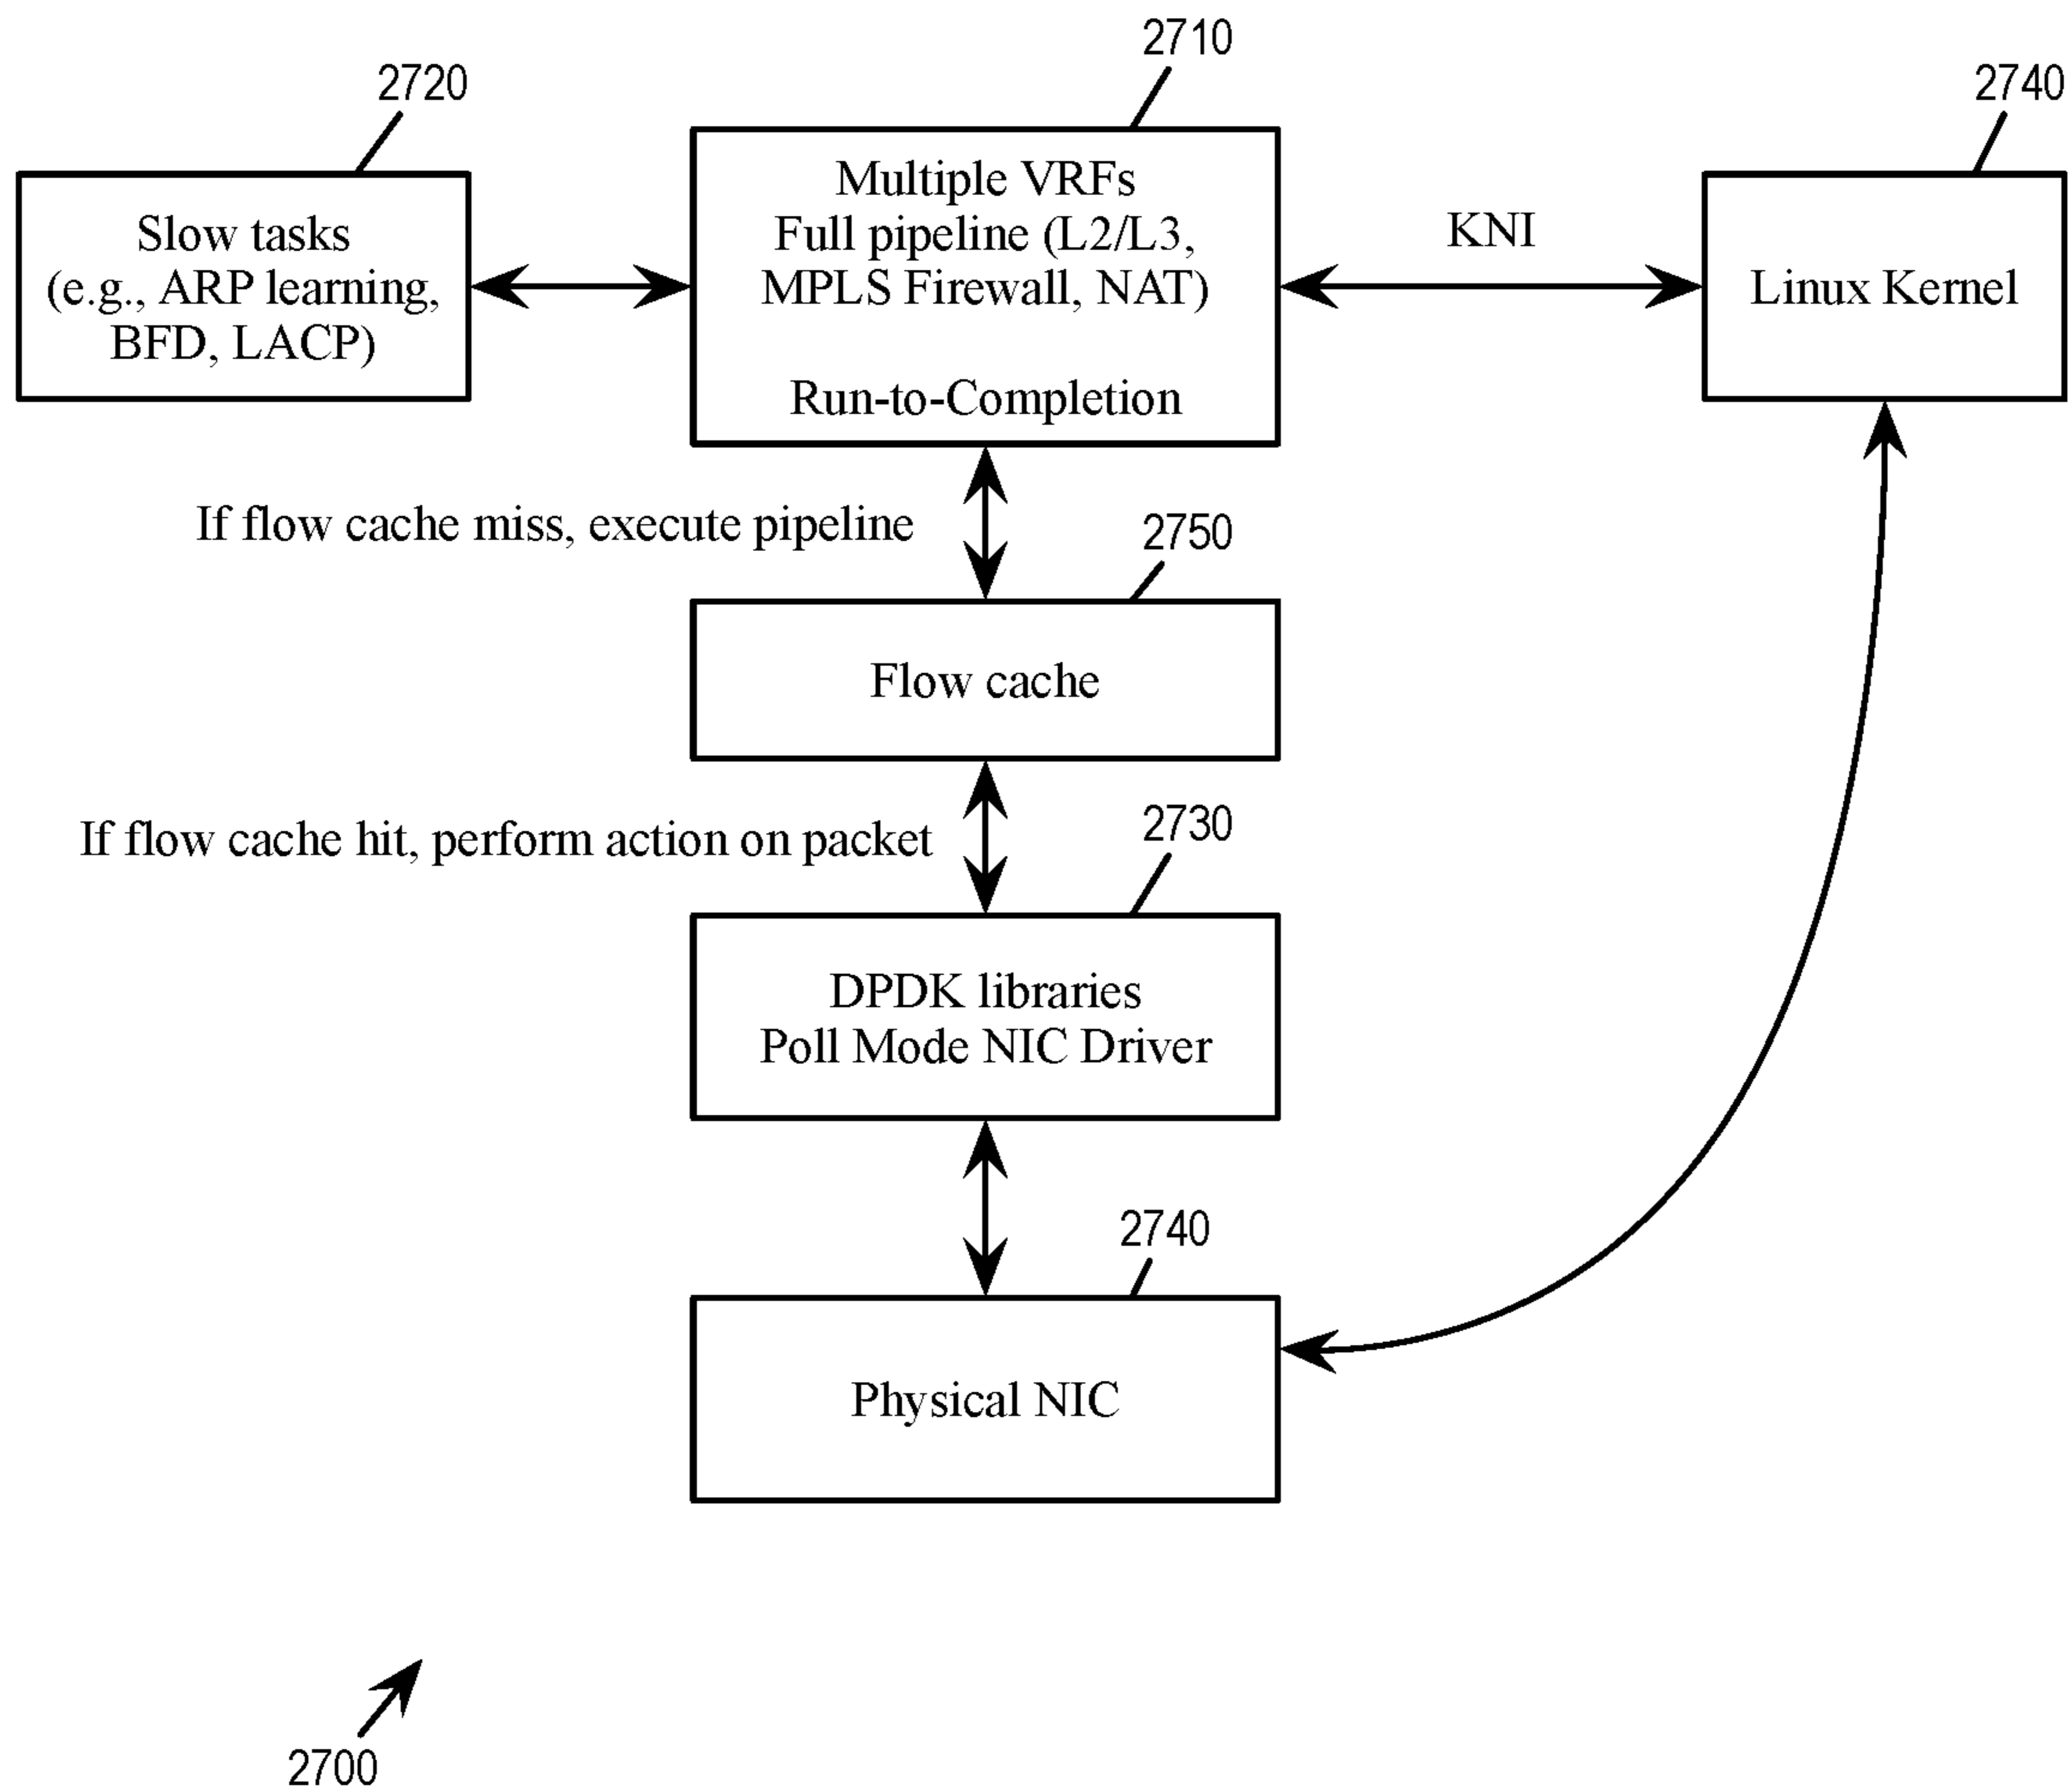 2710
2720
2740
Multiple VRFs
Full pipeline (L2/L3,
MPLS Firewall, NAT)
Run-to-Completion
Slow tasks
(e.g., ARP learning,
BFD, LACP)
KNI
Linux Kernel
If flow cache miss, execute pipeline
2750
Flow cache
If flow cache hit, perform action on packet
2730
DPDK libraries
Poll Mode NIC Driver
2740
Physical NIC
2700